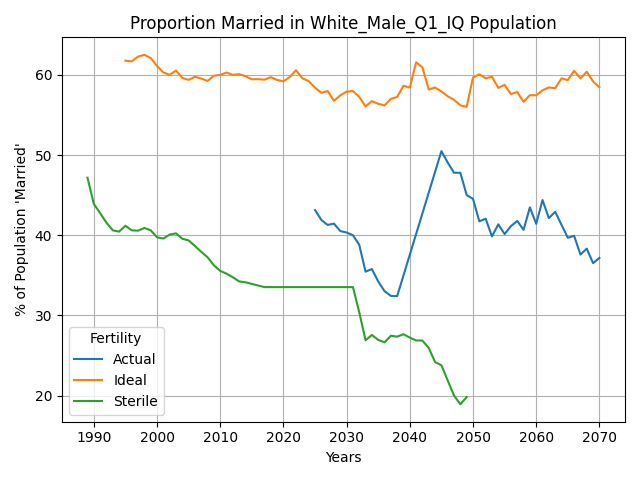 Proportion Married in White_Male_Q1_IQ Population
% of Population 'Married'
60
50
40
30
20
Fertility
Actual
Ideal
Sterile
1990 2000 2010 2020 2030 2040 2050 2060 2070
Years